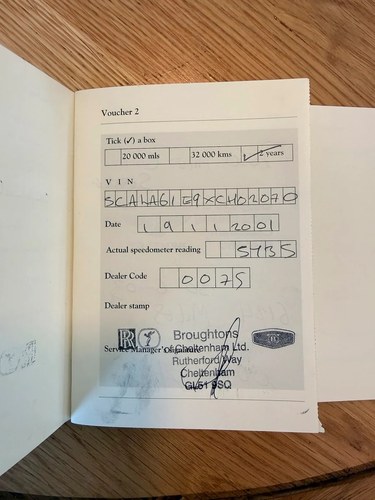 Voucher 2
Tick (✓) a box
20 000 mls 32 000 kms ✓ 2 years
V I N
SCALA61E9XCH02070
Date 19 11 2001
Actual speedometer reading 5435
Dealer Code 0075
Dealer stamp
Broughtons
of Cheltenham Ltd.
Service Manager's signature Rutherford Way
Cheltenham
GL51 9SQ